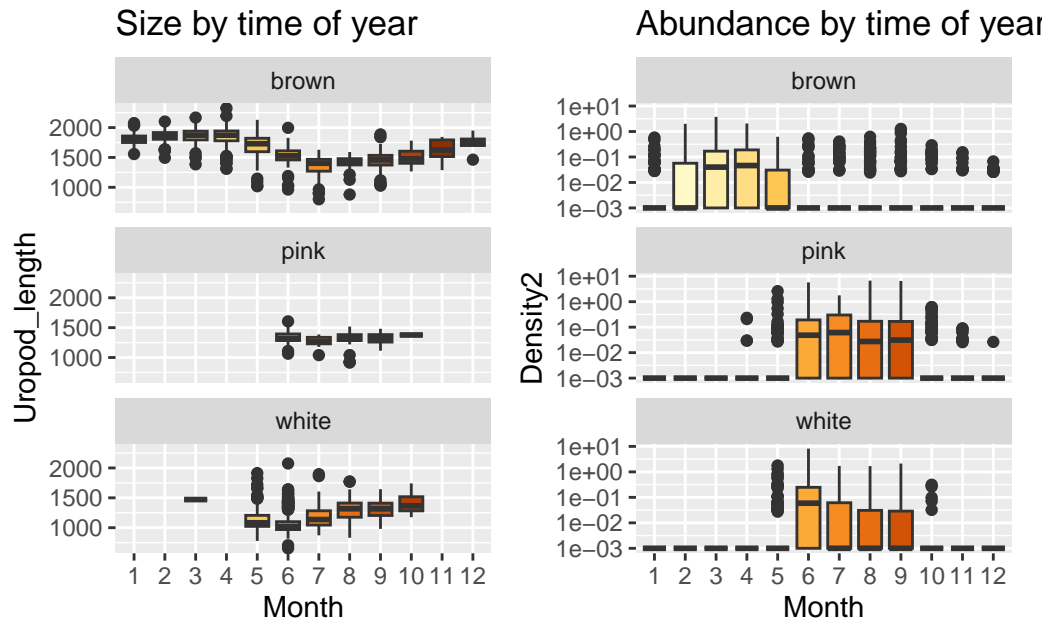 Size by time of year
brown
2000
1500
1000
pink
2000
1500
1000
white
2000
1500
1000
1 2 3 4 5 6 7 8 9 10 11 12
Month
Uropod_length
Abundance by time of year
brown
1e+01
1e+00
1e-01
1e-02
1e-03
pink
1e+01
1e+00
1e-01
1e-02
1e-03
white
1e+01
1e+00
1e-01
1e-02
1e-03
1 2 3 4 5 6 7 8 9 10 11 12
Month
Density2